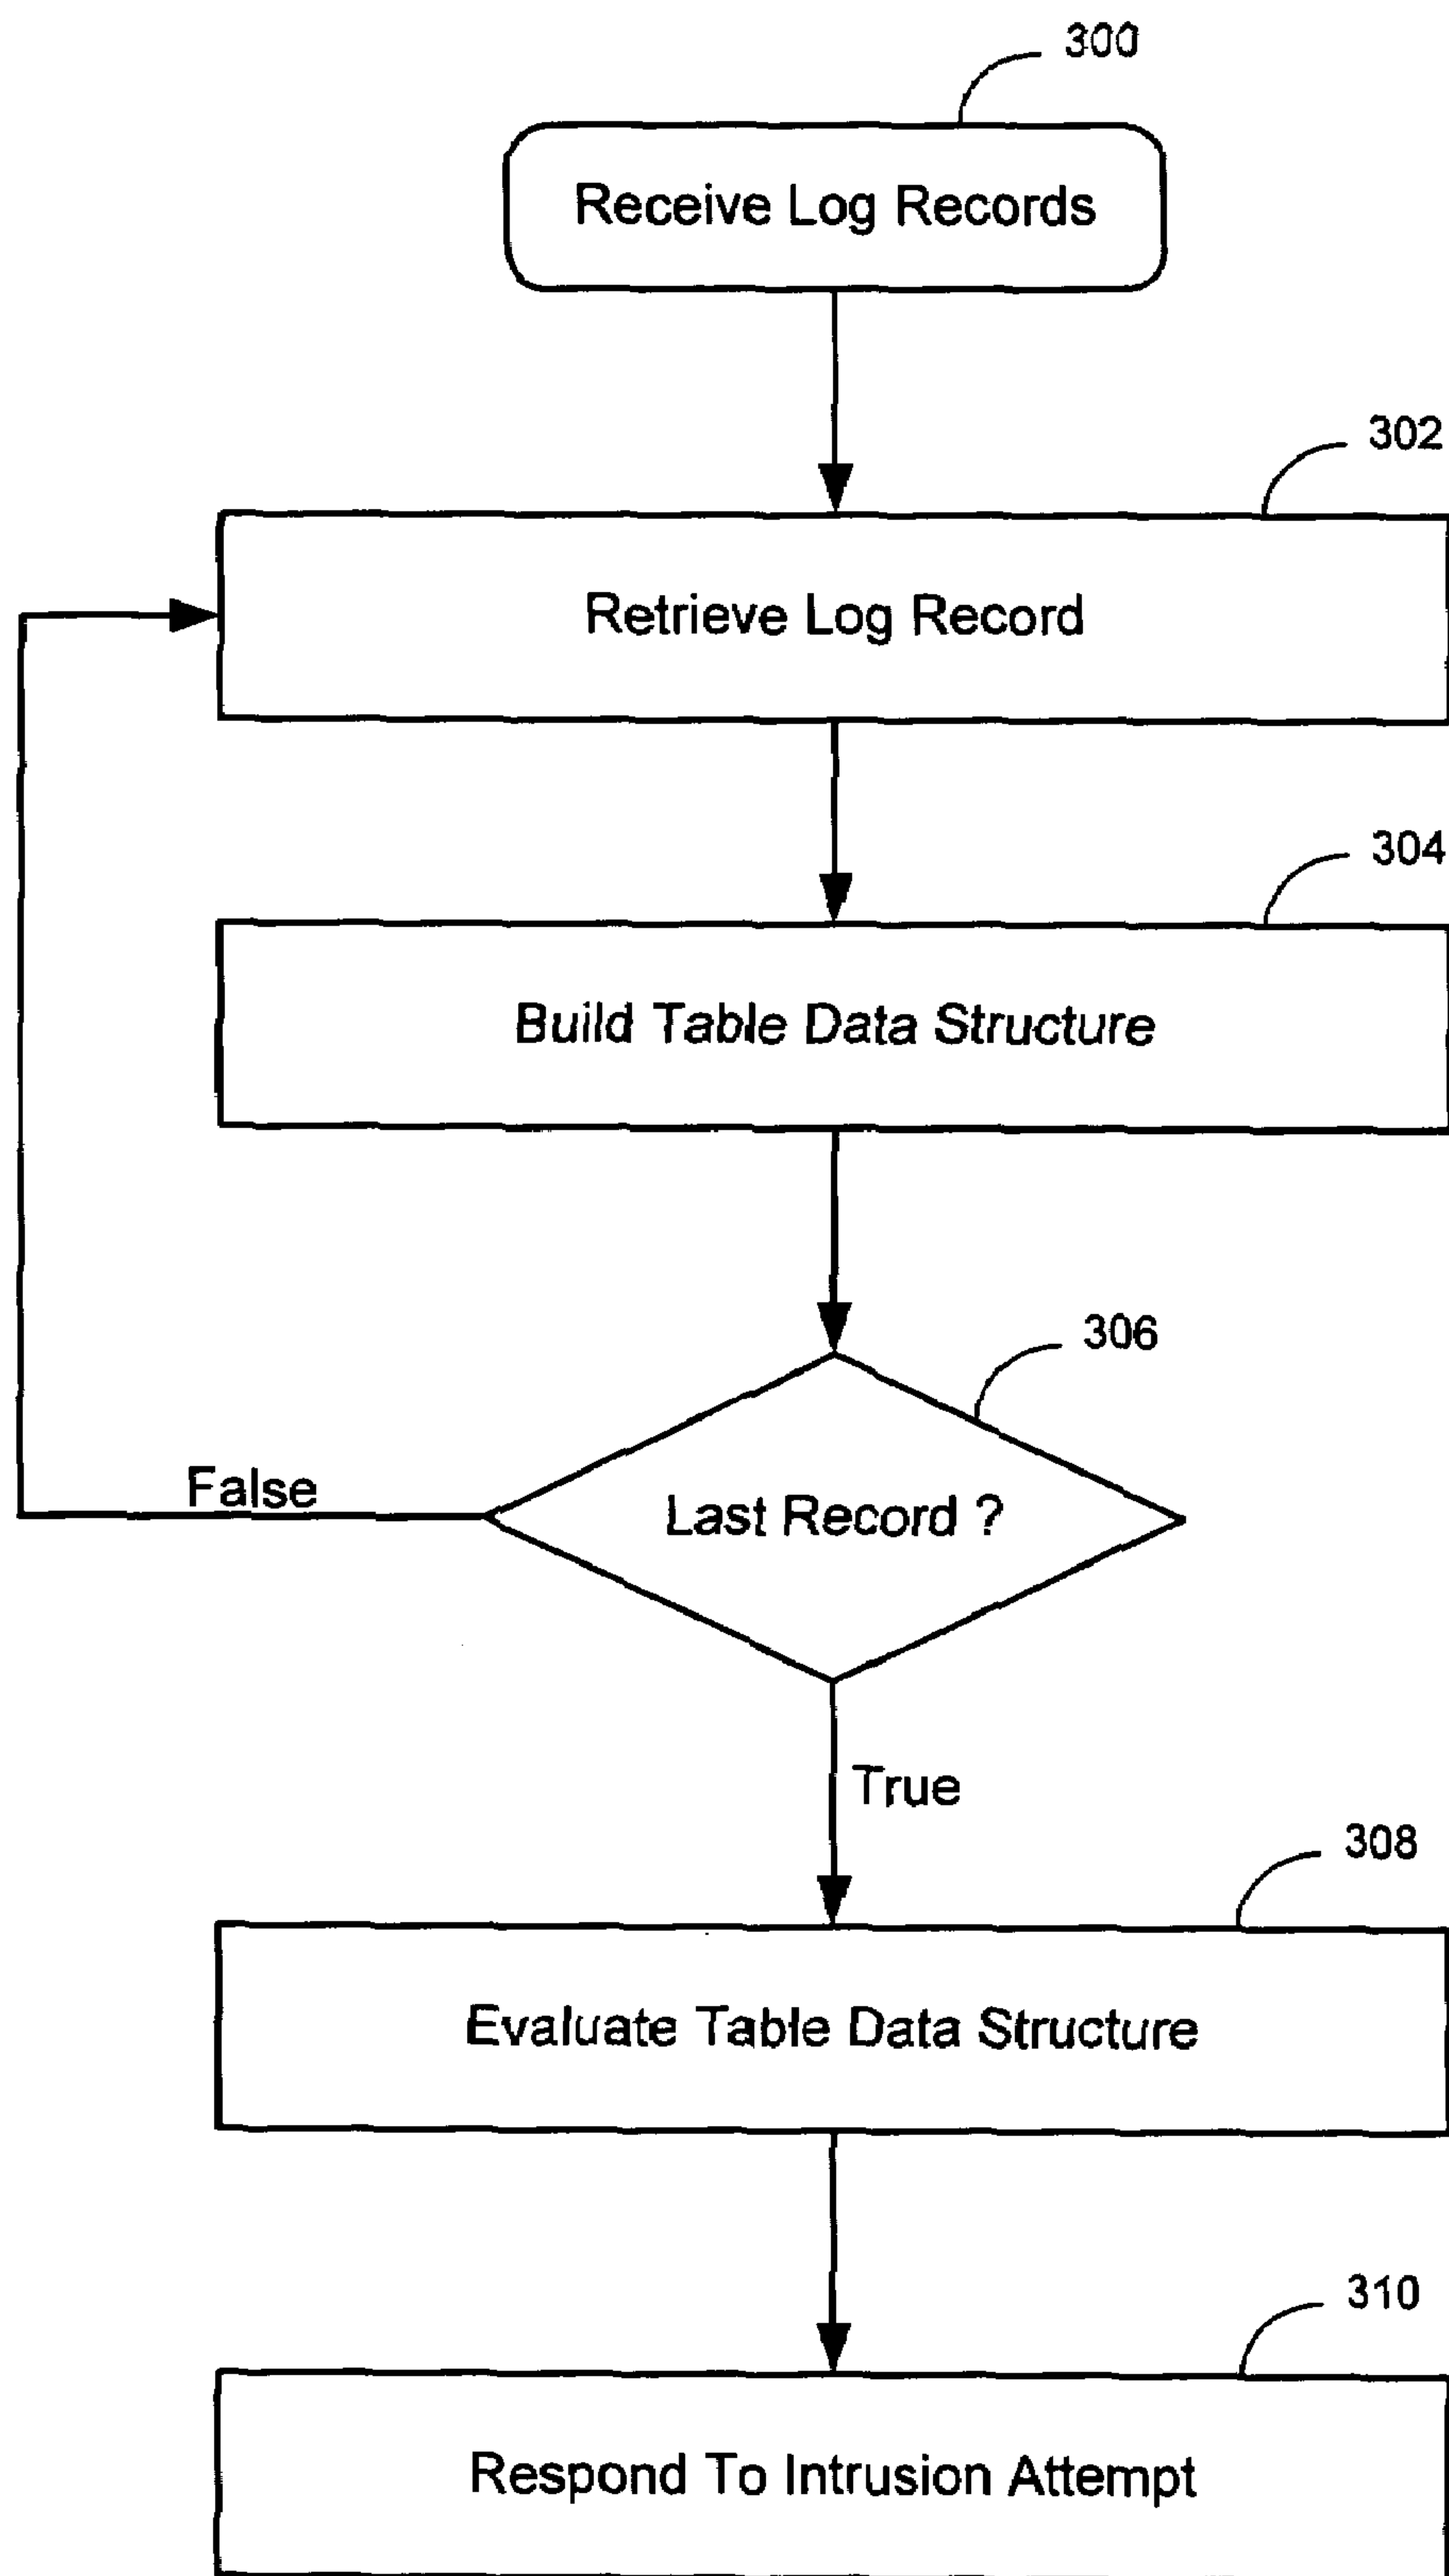 300
Receive Log Records
302
Retrieve Log Record
304
Build Table Data Structure
306
Last Record ?
False
True
308
Evaluate Table Data Structure
310
Respond To Intrusion Attempt